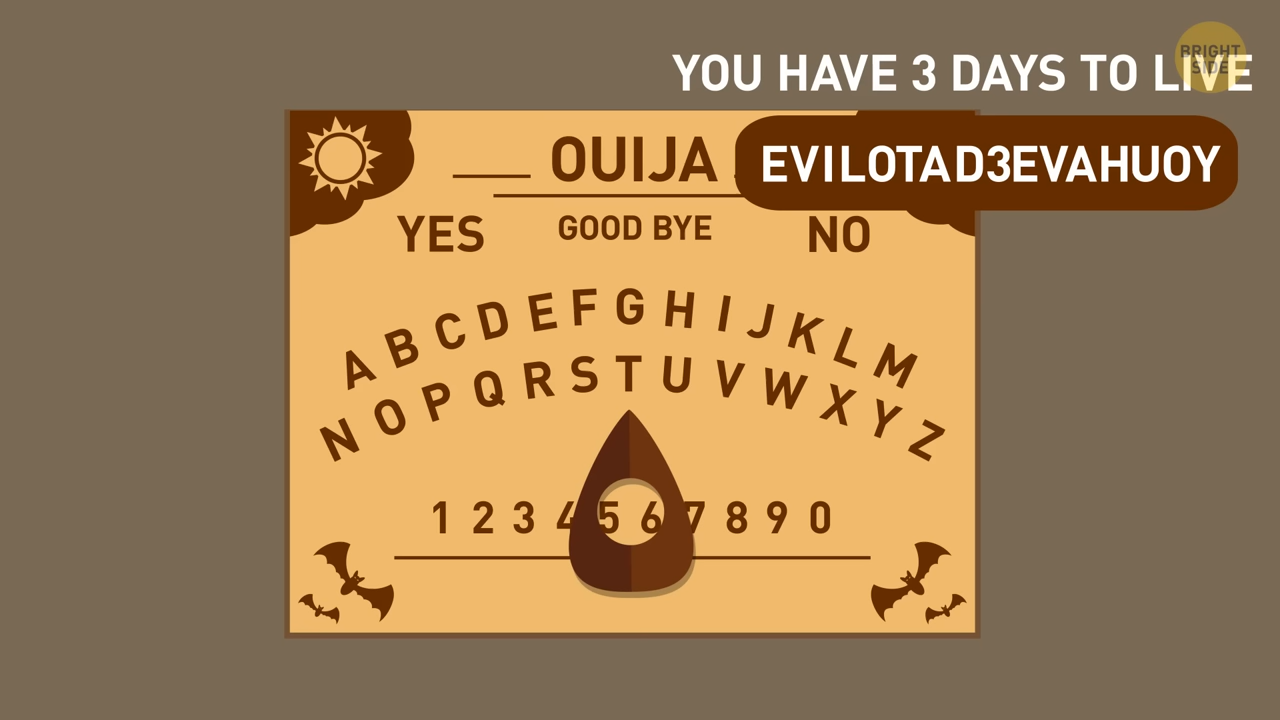 BRIGHT
SIDE
YOU HAVE 3 DAYS TO LIVE
EVILOTAD3EVAHUOY
OUIJA
YES GOOD BYE NO
A B C D E F G H I J K L M
N O P Q R S T U V W X Y Z
1 2 3 4 5 6 7 8 9 0